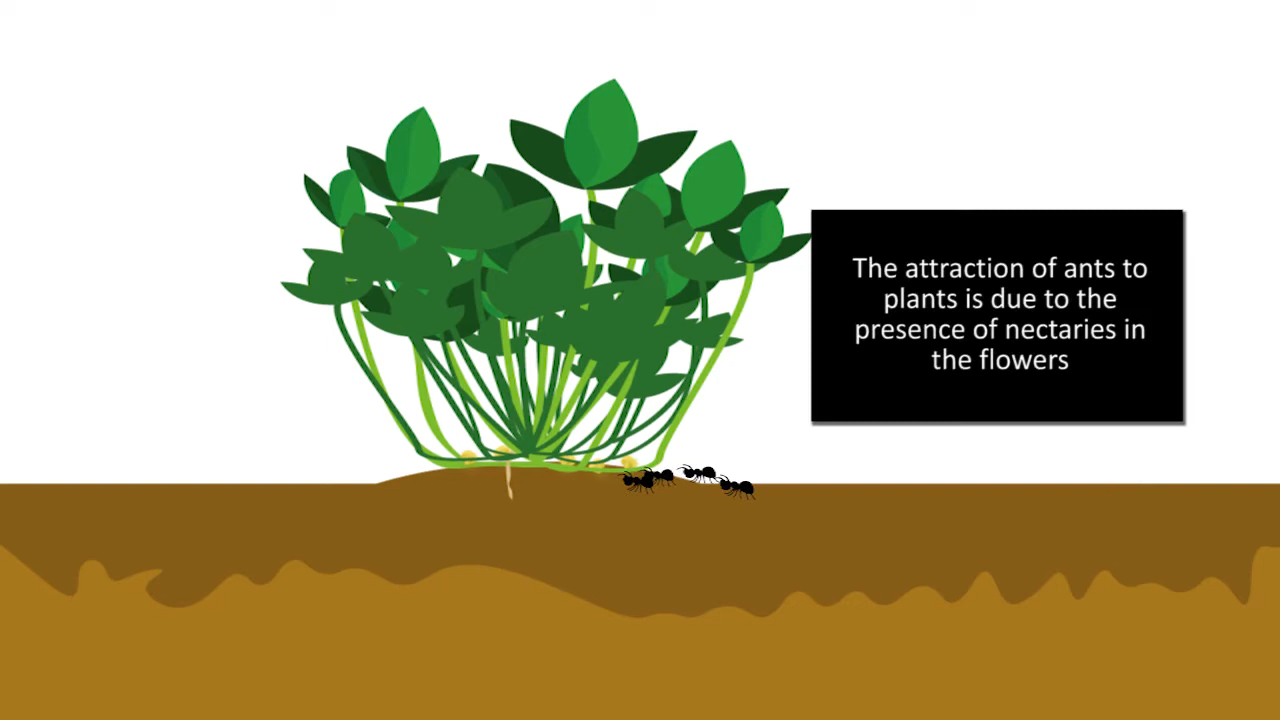 The attraction of ants to
plants is due to the
presence of nectaries in
the flowers